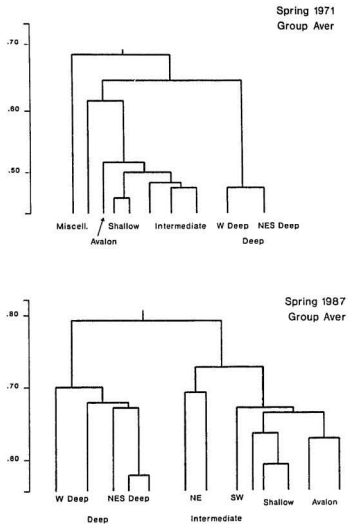 Spring 1971
Group Aver
.70
.60
.50
Miscell. Shallow Intermediate W Deep NES Deep
Avalon Deep
Spring 1987
Group Aver
.80
.70
.60
W Deep NES Deep NE SW Shallow Avalon
Deep Intermediate